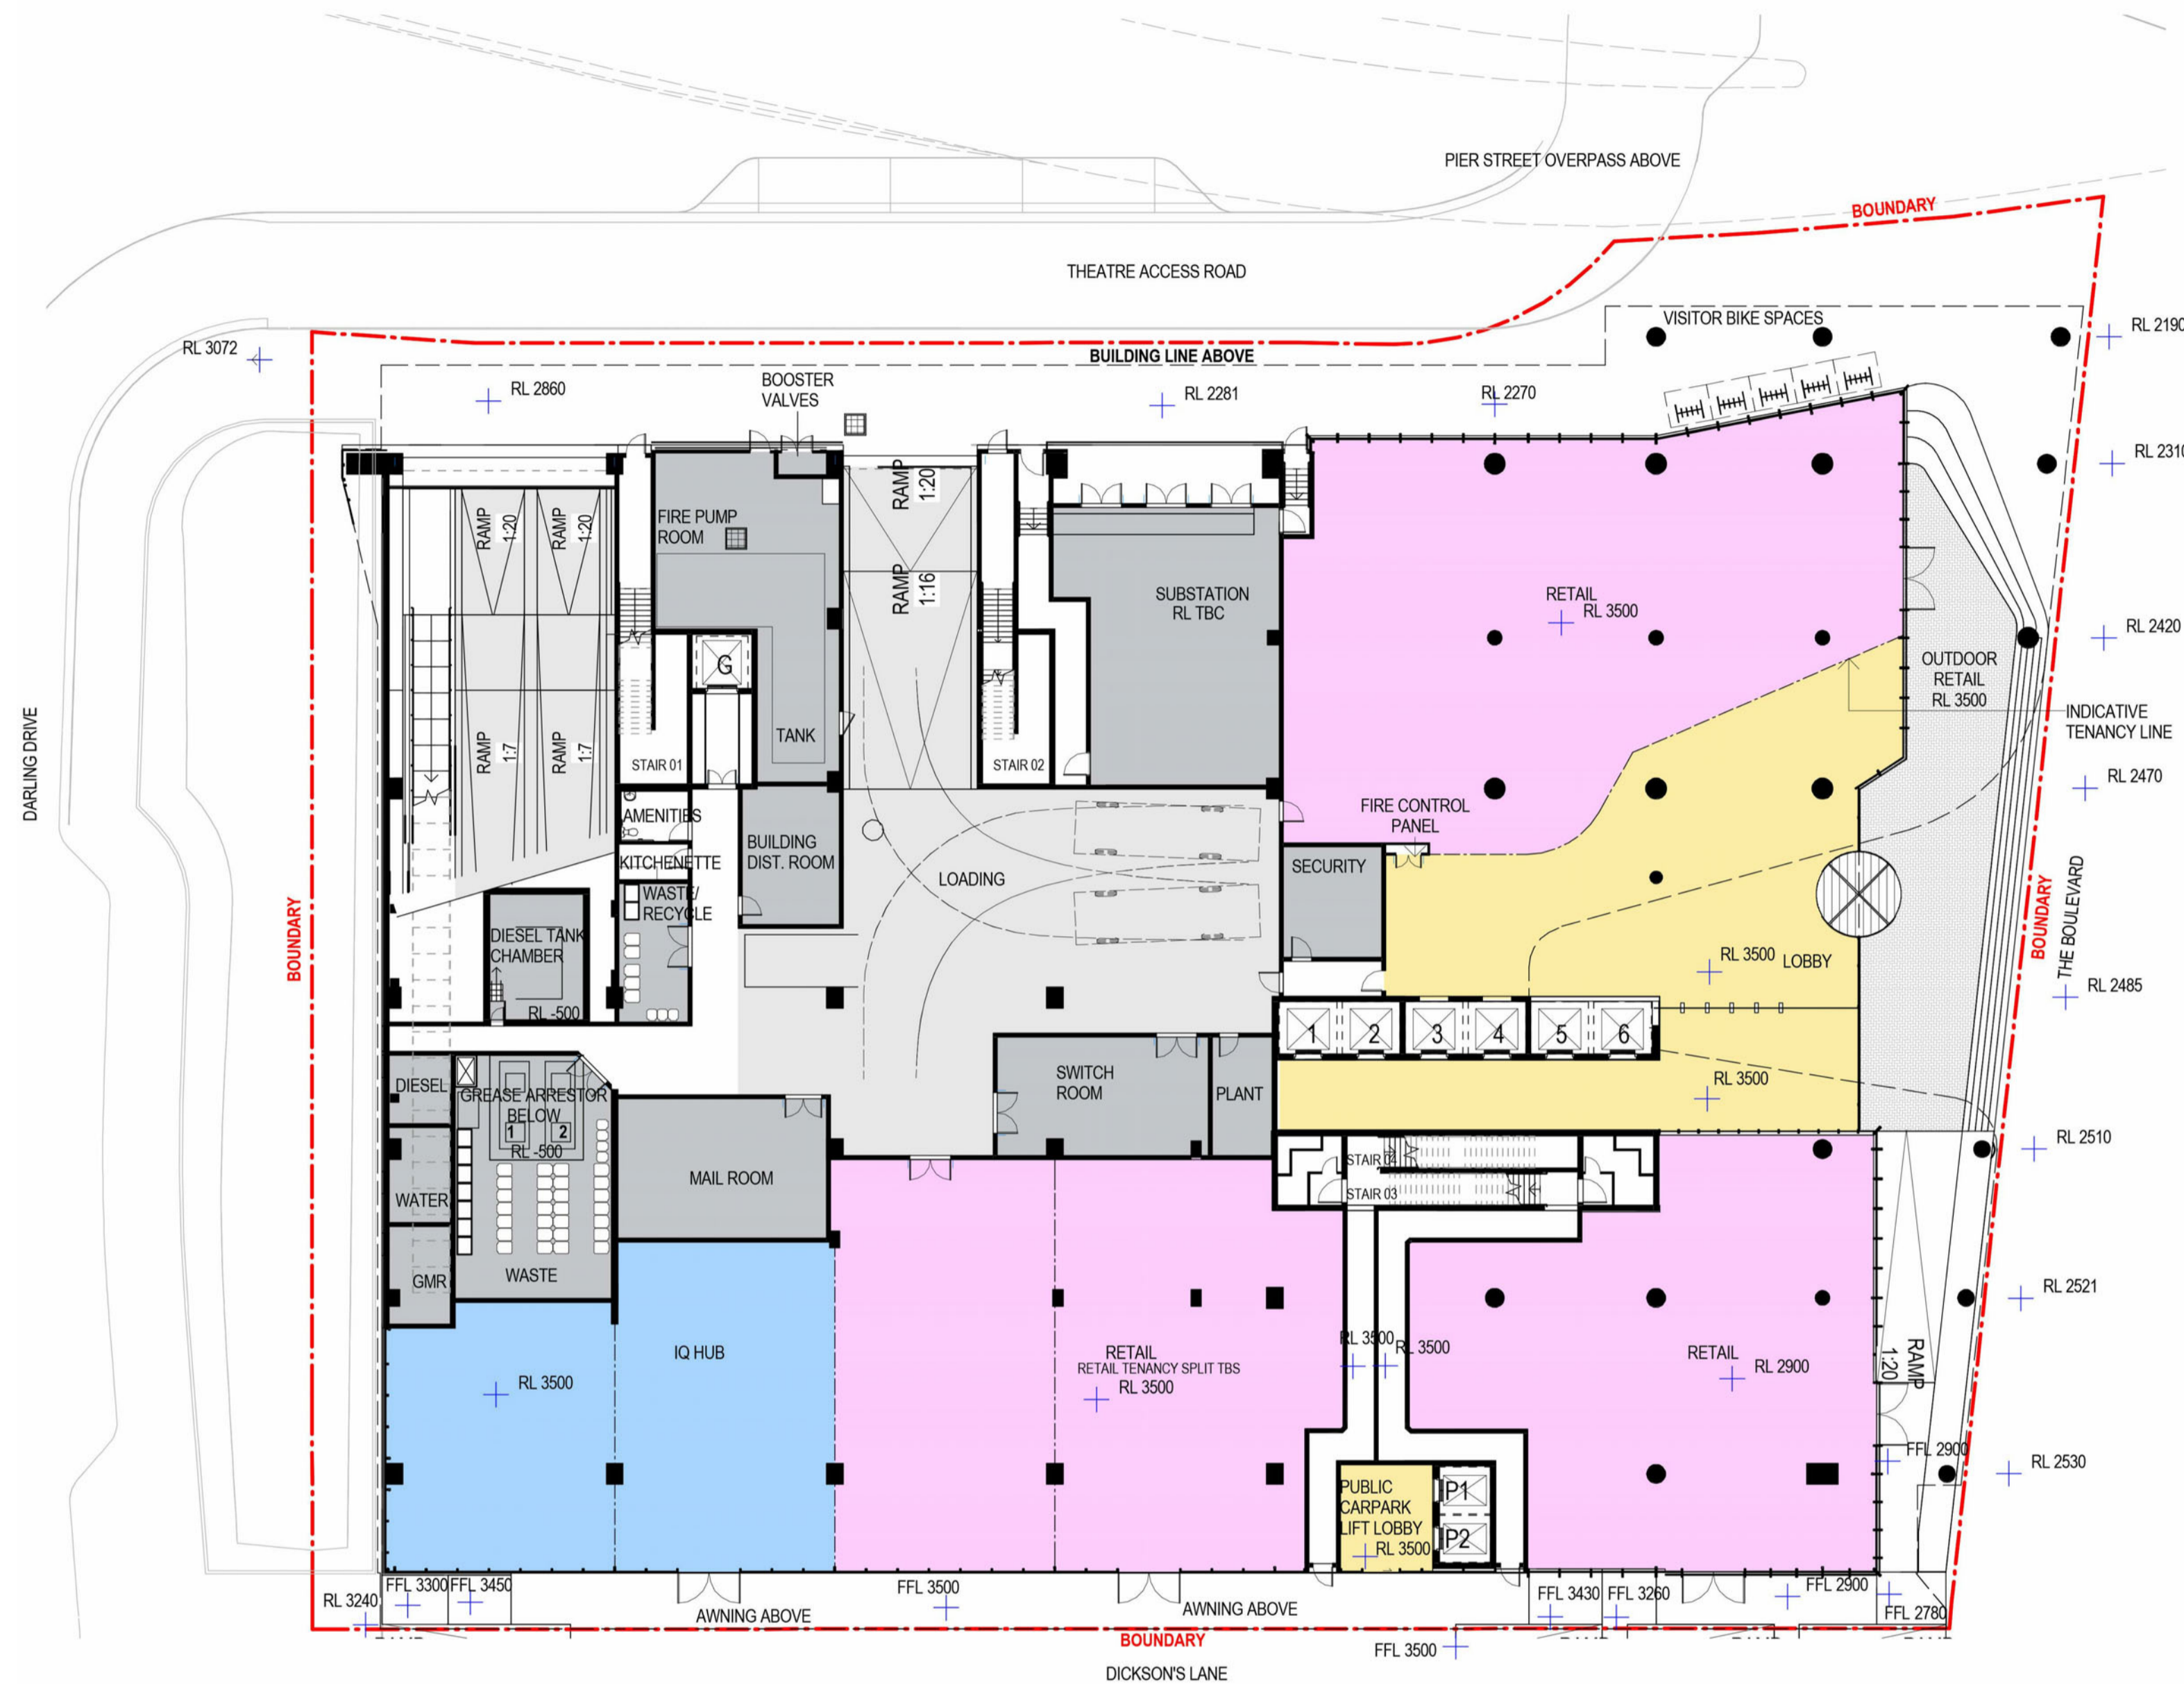 PIER STREET OVERPASS ABOVE
BOUNDARY
THEATRE ACCESS ROAD
VISITOR BIKE SPACES
RL 2190
RL 3072
BUILDING LINE ABOVE
RL 2860
BOOSTER
VALVES
RL 2281
RL 2270
RL 2310
RAMP
1:20
RAMP
1:20
FIRE PUMP
ROOM
RAMP
1:20
RAMP
1:16
SUBSTATION
RL TBC
RETAIL
RL 3500
RL 2420
G
OUTDOOR
RETAIL
RL 3500
INDICATIVE
TENANCY LINE
DARLING DRIVE
RAMP
1:7
RAMP
1:7
TANK
STAIR 01
STAIR 02
RL 2470
AMENITIES
FIRE CONTROL
PANEL
BUILDING
DIST. ROOM
KITCHENETTE
SECURITY
LOADING
WASTE/
RECYCLE
BOUNDARY
THE BOULEVARD
BOUNDARY
DIESEL TANK
CHAMBER
RL -500
RL 3500
LOBBY
RL 2485
1
2
3
4
5
6
DIESEL
GREASE ARRESTOR
BELOW
1
2
RL -500
SWITCH
ROOM
PLANT
RL 3500
RL 2510
STAIR 04
STAIR 03
WATER
MAIL ROOM
GMR
WASTE
RL 2521
IQ HUB
RL 3500
RETAIL
RETAIL TENANCY SPLIT TBS
RL 3500
RL 3500
RL 3500
RETAIL
RL 2900
RAMP
1:20
FFL 2900
RL 2530
PUBLIC
CARPARK
LIFT LOBBY
RL 3500
P1
P2
RL 3240
FFL 3300
FFL 3450
FFL 3500
FFL 3430
FFL 3260
FFL 2900
FFL 2780
AWNING ABOVE
AWNING ABOVE
BOUNDARY
FFL 3500
DICKSON'S LANE